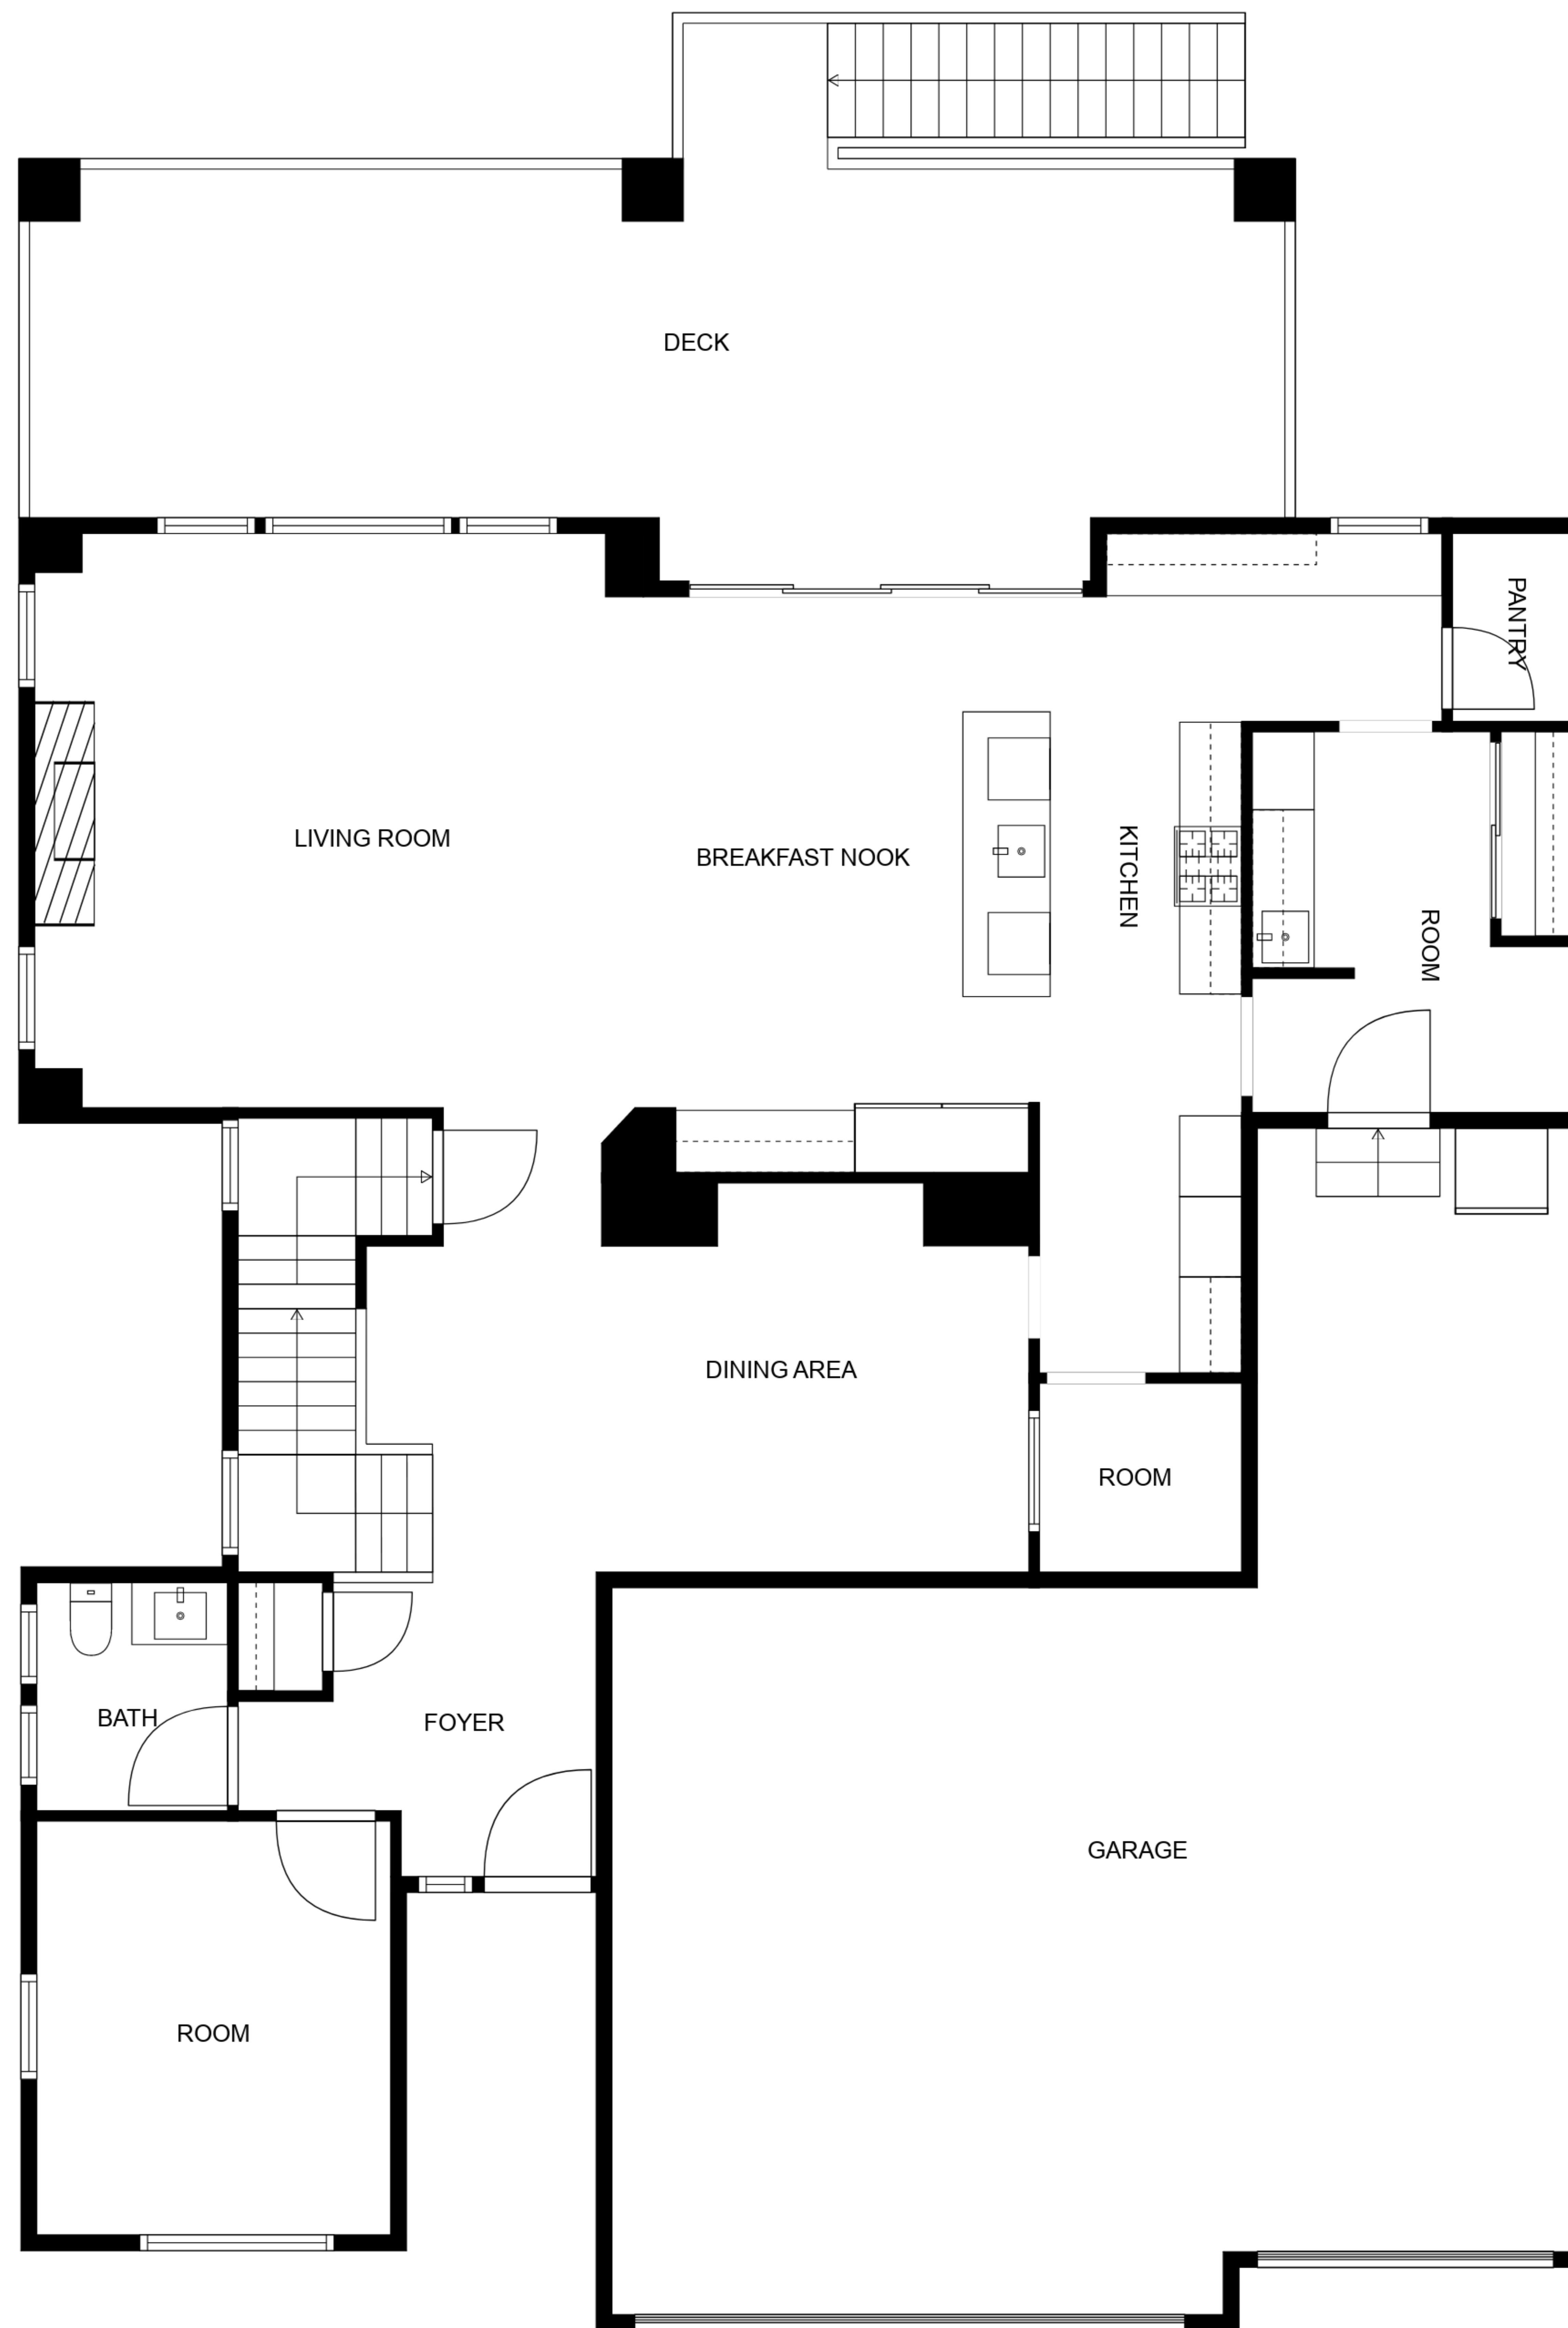 DECK
PANTRY
LIVING ROOM
BREAKFAST NOOK
KITCHEN
ROOM
DINING AREA
ROOM
BATH
FOYER
GARAGE
ROOM